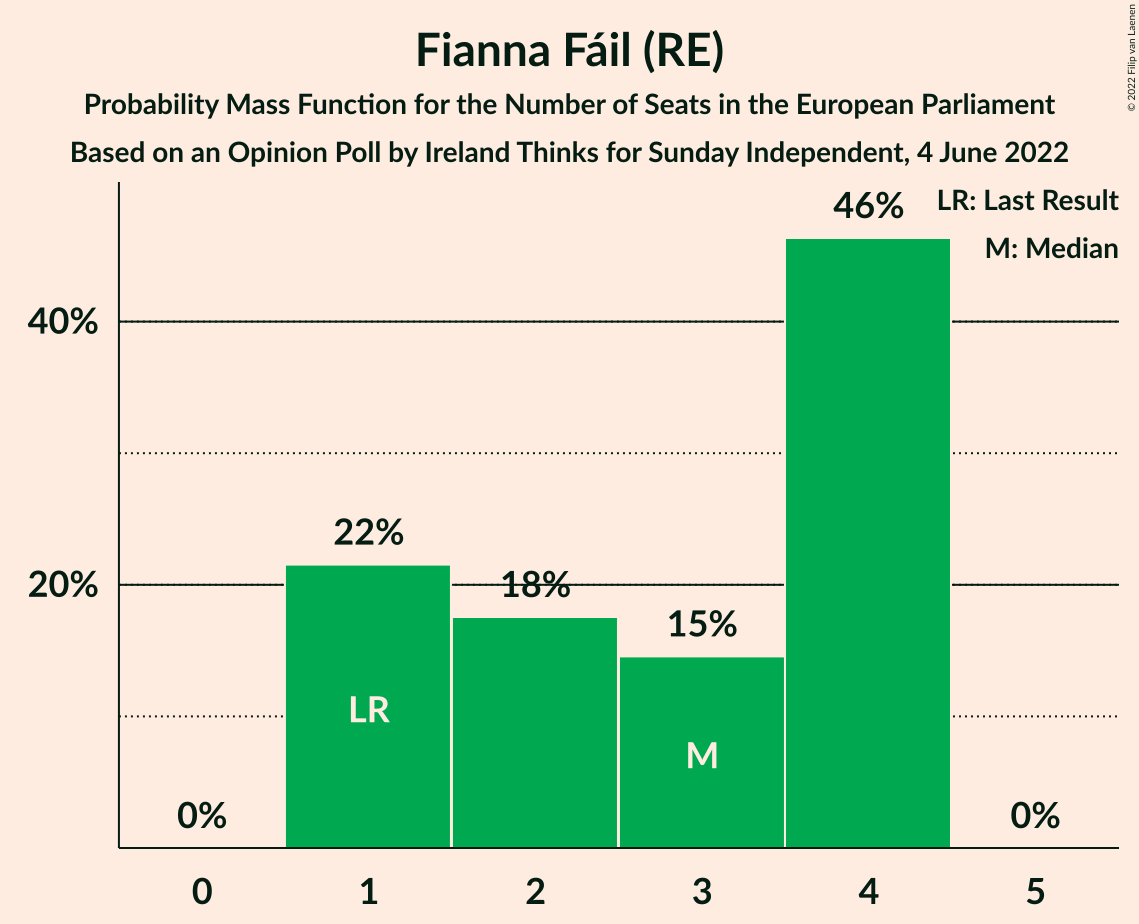 Fianna Fáil (RE)
Probability Mass Function for the Number of Seats in the European Parliament
Based on an Opinion Poll by Ireland Thinks for Sunday Independent, 4 June 2022
© 2022 Filip van Laenen
LR: Last Result
M: Median
46%
40%
22%
20%
18%
15%
LR
M
0%
0%
0 1 2 3 4 5